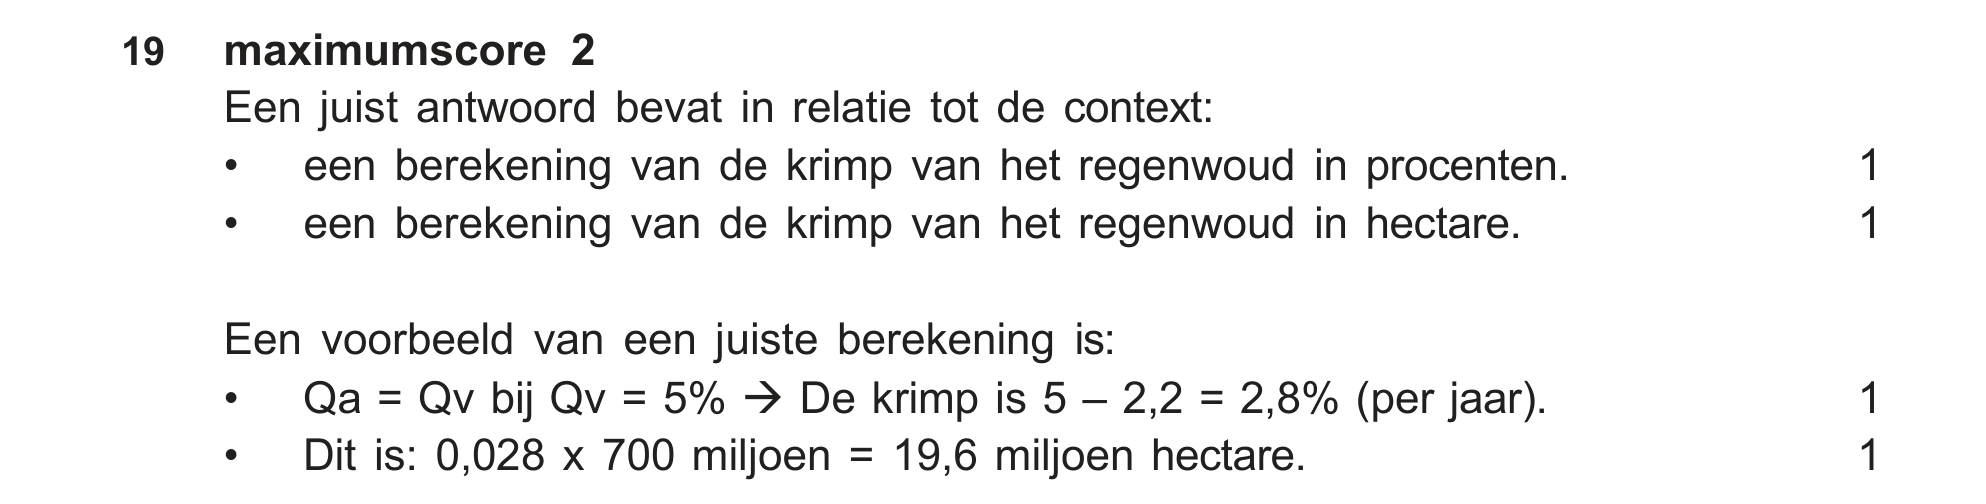 19 maximumscore 2
Een juist antwoord bevat in relatie tot de context:
• een berekening van de krimp van het regenwoud in procenten. 1
• een berekening van de krimp van het regenwoud in hectare. 1
Een voorbeeld van een juiste berekening is:
• Qa = Qv bij Qv = 5% → De krimp is 5 – 2,2 = 2,8% (per jaar). 1
• Dit is: 0,028 x 700 miljoen = 19,6 miljoen hectare. 1